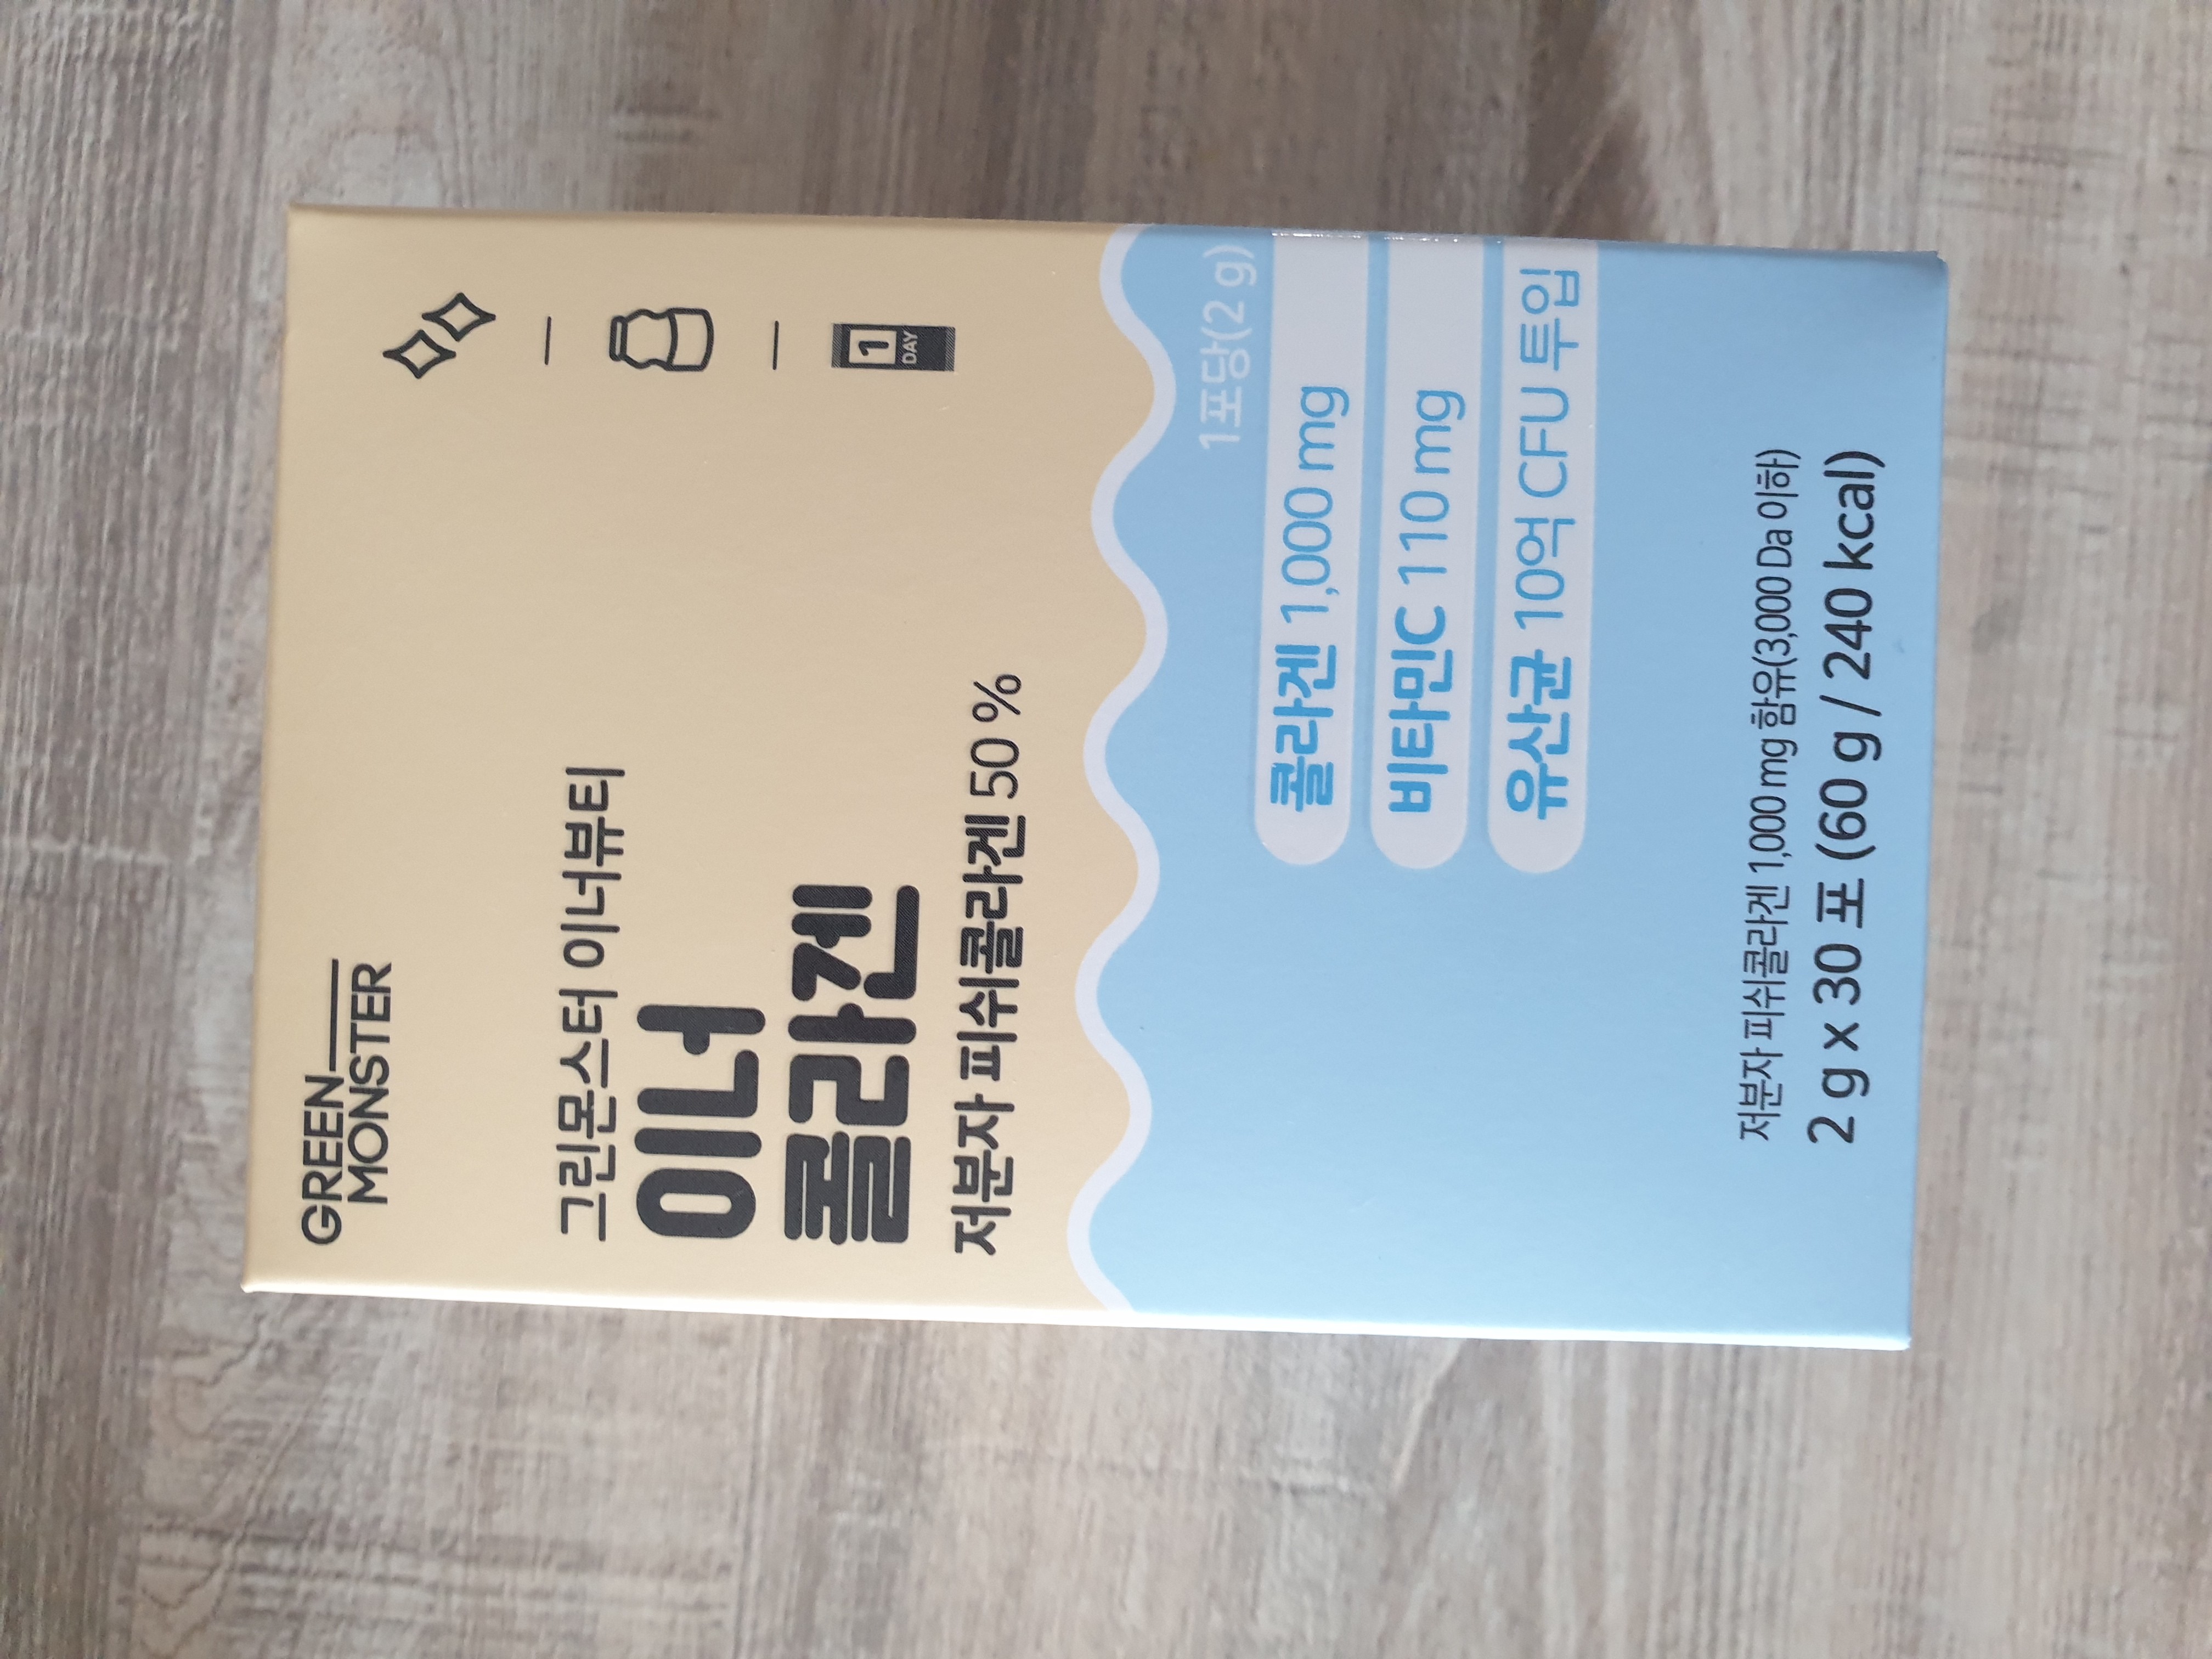 GREEN
MONSTER
1
DAY
그린몬스터 이너뷰티
이너
콜라겐
저분자 피쉬콜라겐 50 %
1포당(2 g)
콜라겐 1,000 mg
비타민C 110 mg
유산균 10억 CFU 투입
저분자 피쉬콜라겐 1,000 mg 함유(3,000 Da 이하)
2 g x 30 포 (60 g / 240 kcal)